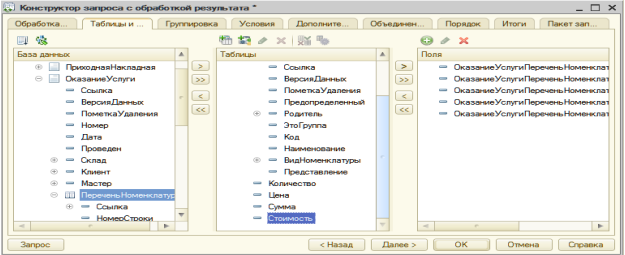 Конструктор запроса с обработкой результата *
Обработка... Таблицы и ... Группировка Условия Дополните... Объединен... Порядок Итоги Пакет зап...
База данных
ПриходнаяНакладная
ОказаниеУслуги
Ссылка
ВерсияДанных
ПометкаУдаления
Номер
Дата
Проведен
Склад
Клиент
Мастер
ПереченьНоменклатур
Ссылка
НомерСтроки
>
>>
<
<<
Таблицы
Ссылка
ВерсияДанных
ПометкаУдаления
Предопределенный
Родитель
ЭтоГруппа
Код
Наименование
ВидНоменклатуры
Представление
Количество
Цена
Сумма
Стоимость
>
>>
<
<<
Поля
ОказаниеУслугиПереченьНоменклат
ОказаниеУслугиПереченьНоменклат
ОказаниеУслугиПереченьНоменклат
ОказаниеУслугиПереченьНоменклат
Запрос < Назад Далее > ОК Отмена Справка